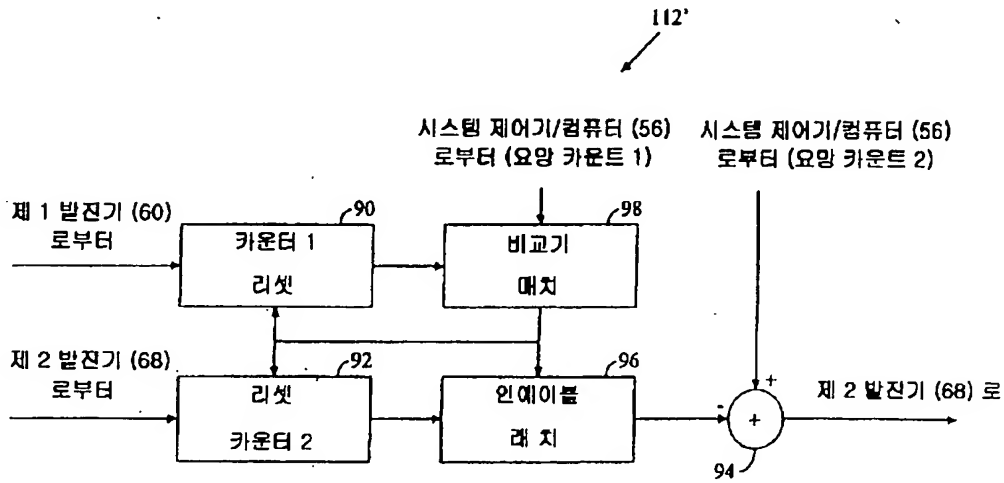 112'
시스템 제어기/컴퓨터 (56)
로부터 (요망 카운트 1)
시스템 제어기/컴퓨터 (56)
로부터 (요망 카운트 2)
제 1 발진기 (60)
로부터
90
카운터 1
리셋
98
비교기
매치
제 2 발진기 (68)
로부터
92
리셋
카운터 2
96
인에이블
래 치
-
+
+
제 2 발진기 (68) 로
94